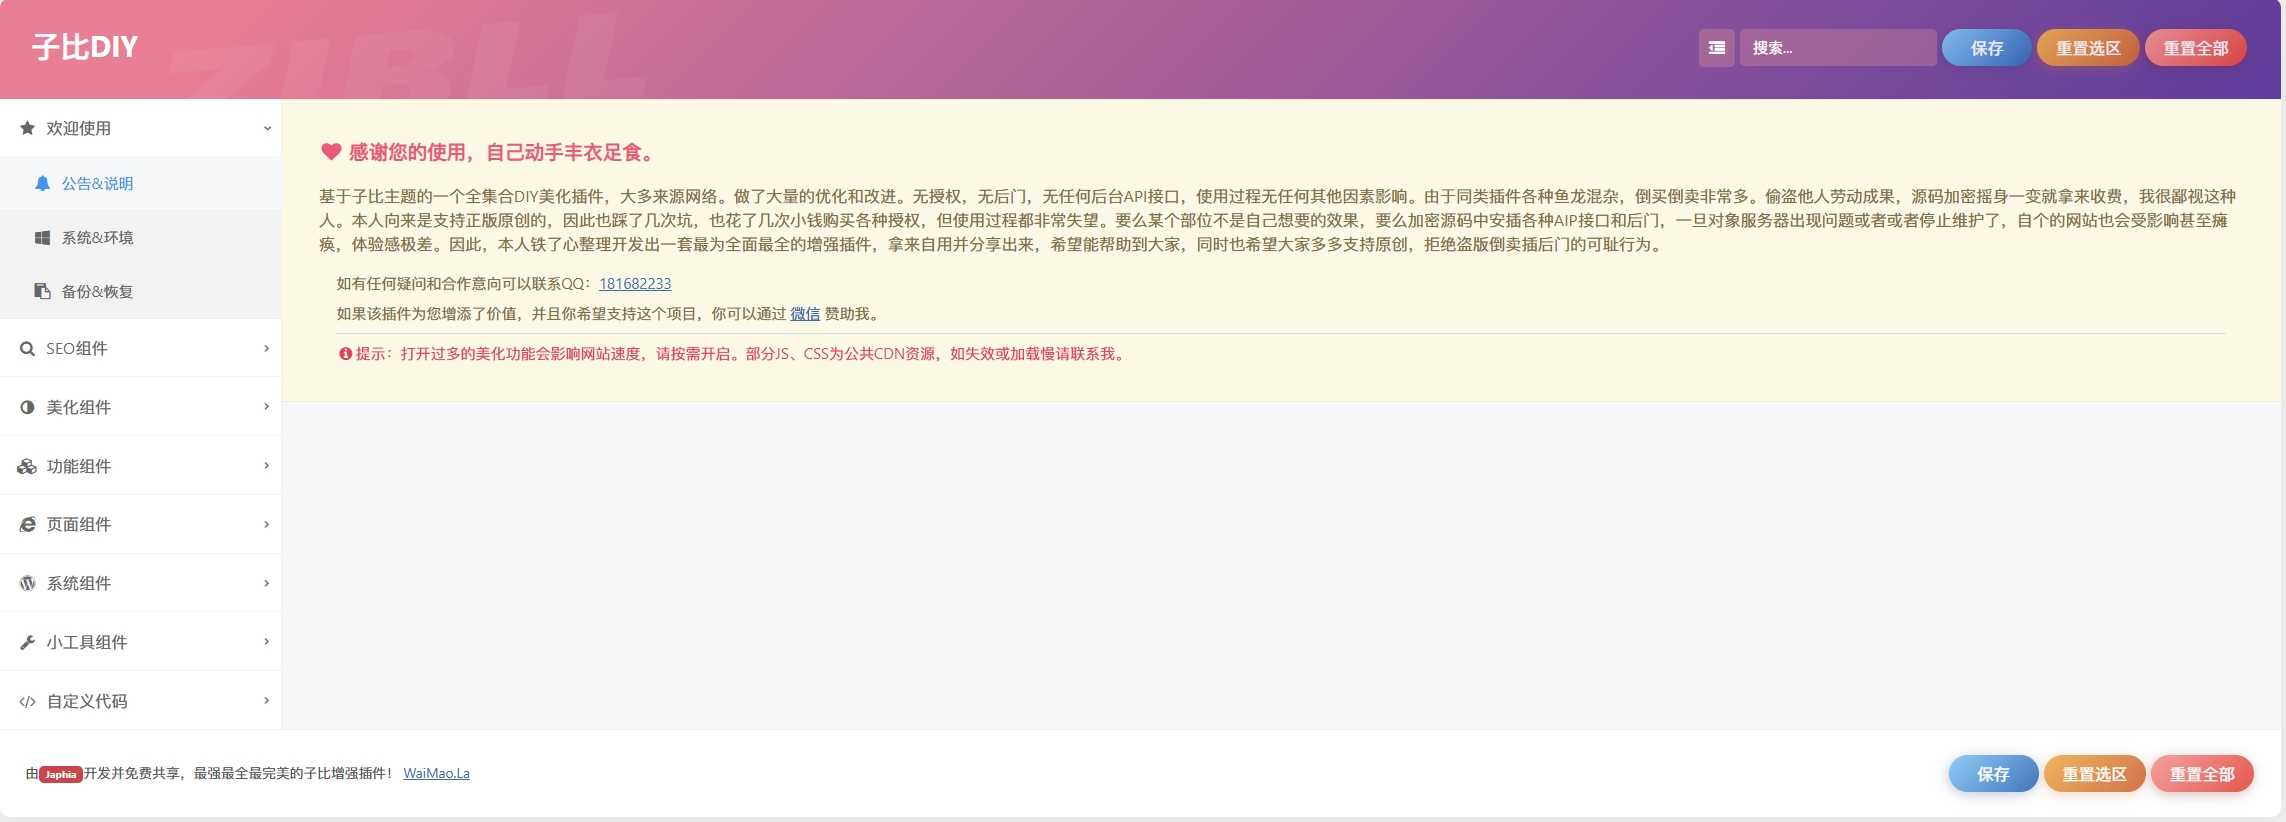 子比DIY
ZIBLL
搜索...
保存
重置选区
重置全部
欢迎使用
公告&说明
系统&环境
备份&恢复
SEO组件
美化组件
功能组件
页面组件
系统组件
小工具组件
自定义代码
感谢您的使用，自己动手丰衣足食。
基于子比主题的一个全集合DIY美化插件，大多来源网络。做了大量的优化和改进。无授权，无后门，无任何后台API接口，使用过程无任何其他因素影响。由于同类插件各种鱼龙混杂，倒买倒卖非常多。偷盗他人劳动成果，源码加密摇身一变就拿来收费，我很鄙视这种
人。本人向来是支持正版原创的，因此也踩了几次坑，也花了几次小钱购买各种授权，但使用过程都非常失望。要么某个部位不是自己想要的效果，要么加密源码中安插各种AIP接口和后门，一旦对象服务器出现问题或者或者停止维护了，自个的网站也会受影响甚至瘫
痪，体验感极差。因此，本人铁了心整理开发出一套最为全面最全的增强插件，拿来自用并分享出来，希望能帮助到大家，同时也希望大家多多支持原创，拒绝盗版倒卖插后门的可耻行为。
如有任何疑问和合作意向可以联系QQ：181682233
如果该插件为您增添了价值，并且你希望支持这个项目，你可以通过 微信 赞助我。
提示：打开过多的美化功能会影响网站速度，请按需开启。部分JS、CSS为公共CDN资源，如失效或加载慢请联系我。
由Japhia开发并免费共享，最强最全最完美的子比增强插件！ WaiMao.La
保存
重置选区
重置全部